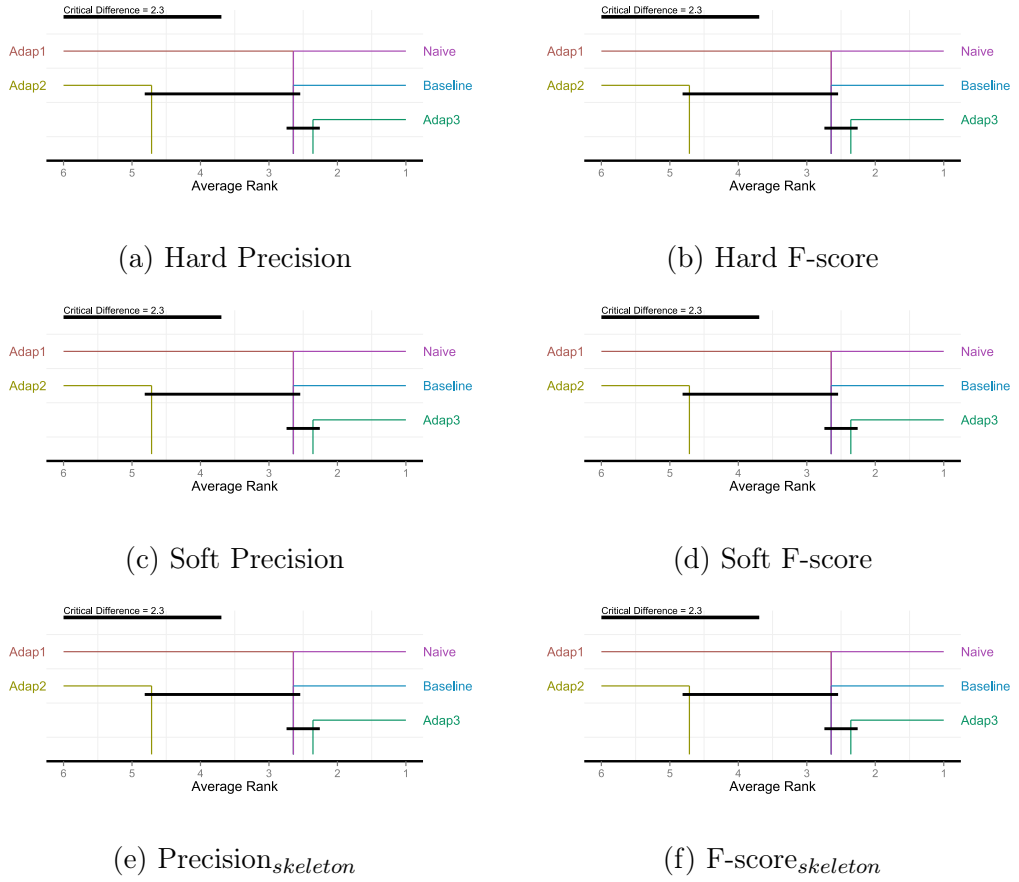 Critical Difference = 2.3
Adap1
Naive
Adap2
Baseline
Adap3
6 5 4 3 2 1
Average Rank
(a) Hard Precision
Critical Difference = 2.3
Adap1
Naive
Adap2
Baseline
Adap3
6 5 4 3 2 1
Average Rank
(b) Hard F-score
Critical Difference = 2.3
Adap1
Naive
Adap2
Baseline
Adap3
6 5 4 3 2 1
Average Rank
(c) Soft Precision
Critical Difference = 2.3
Adap1
Naive
Adap2
Baseline
Adap3
6 5 4 3 2 1
Average Rank
(d) Soft F-score
Critical Difference = 2.3
Adap1
Naive
Adap2
Baseline
Adap3
6 5 4 3 2 1
Average Rank
(e) Precision skeleton
Critical Difference = 2.3
Adap1
Naive
Adap2
Baseline
Adap3
6 5 4 3 2 1
Average Rank
(f) F-score skeleton